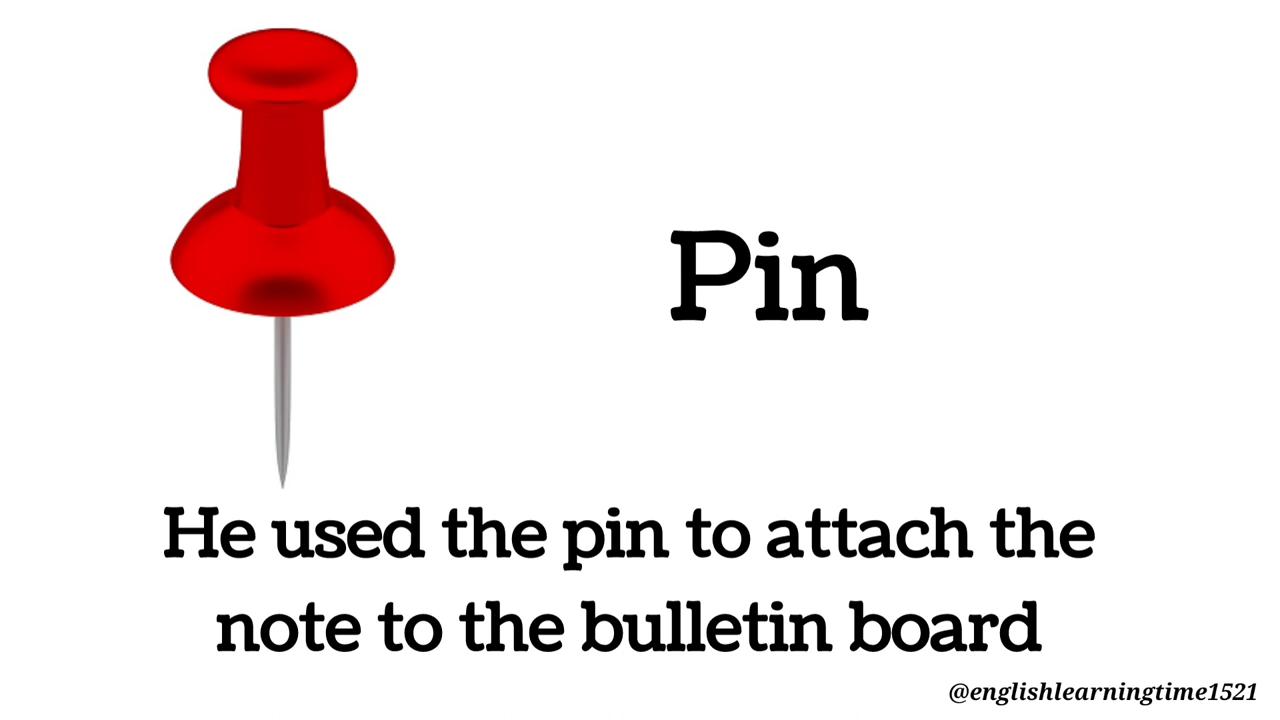 Pin
He used the pin to attach the
note to the bulletin board
@englishlearningtime1521